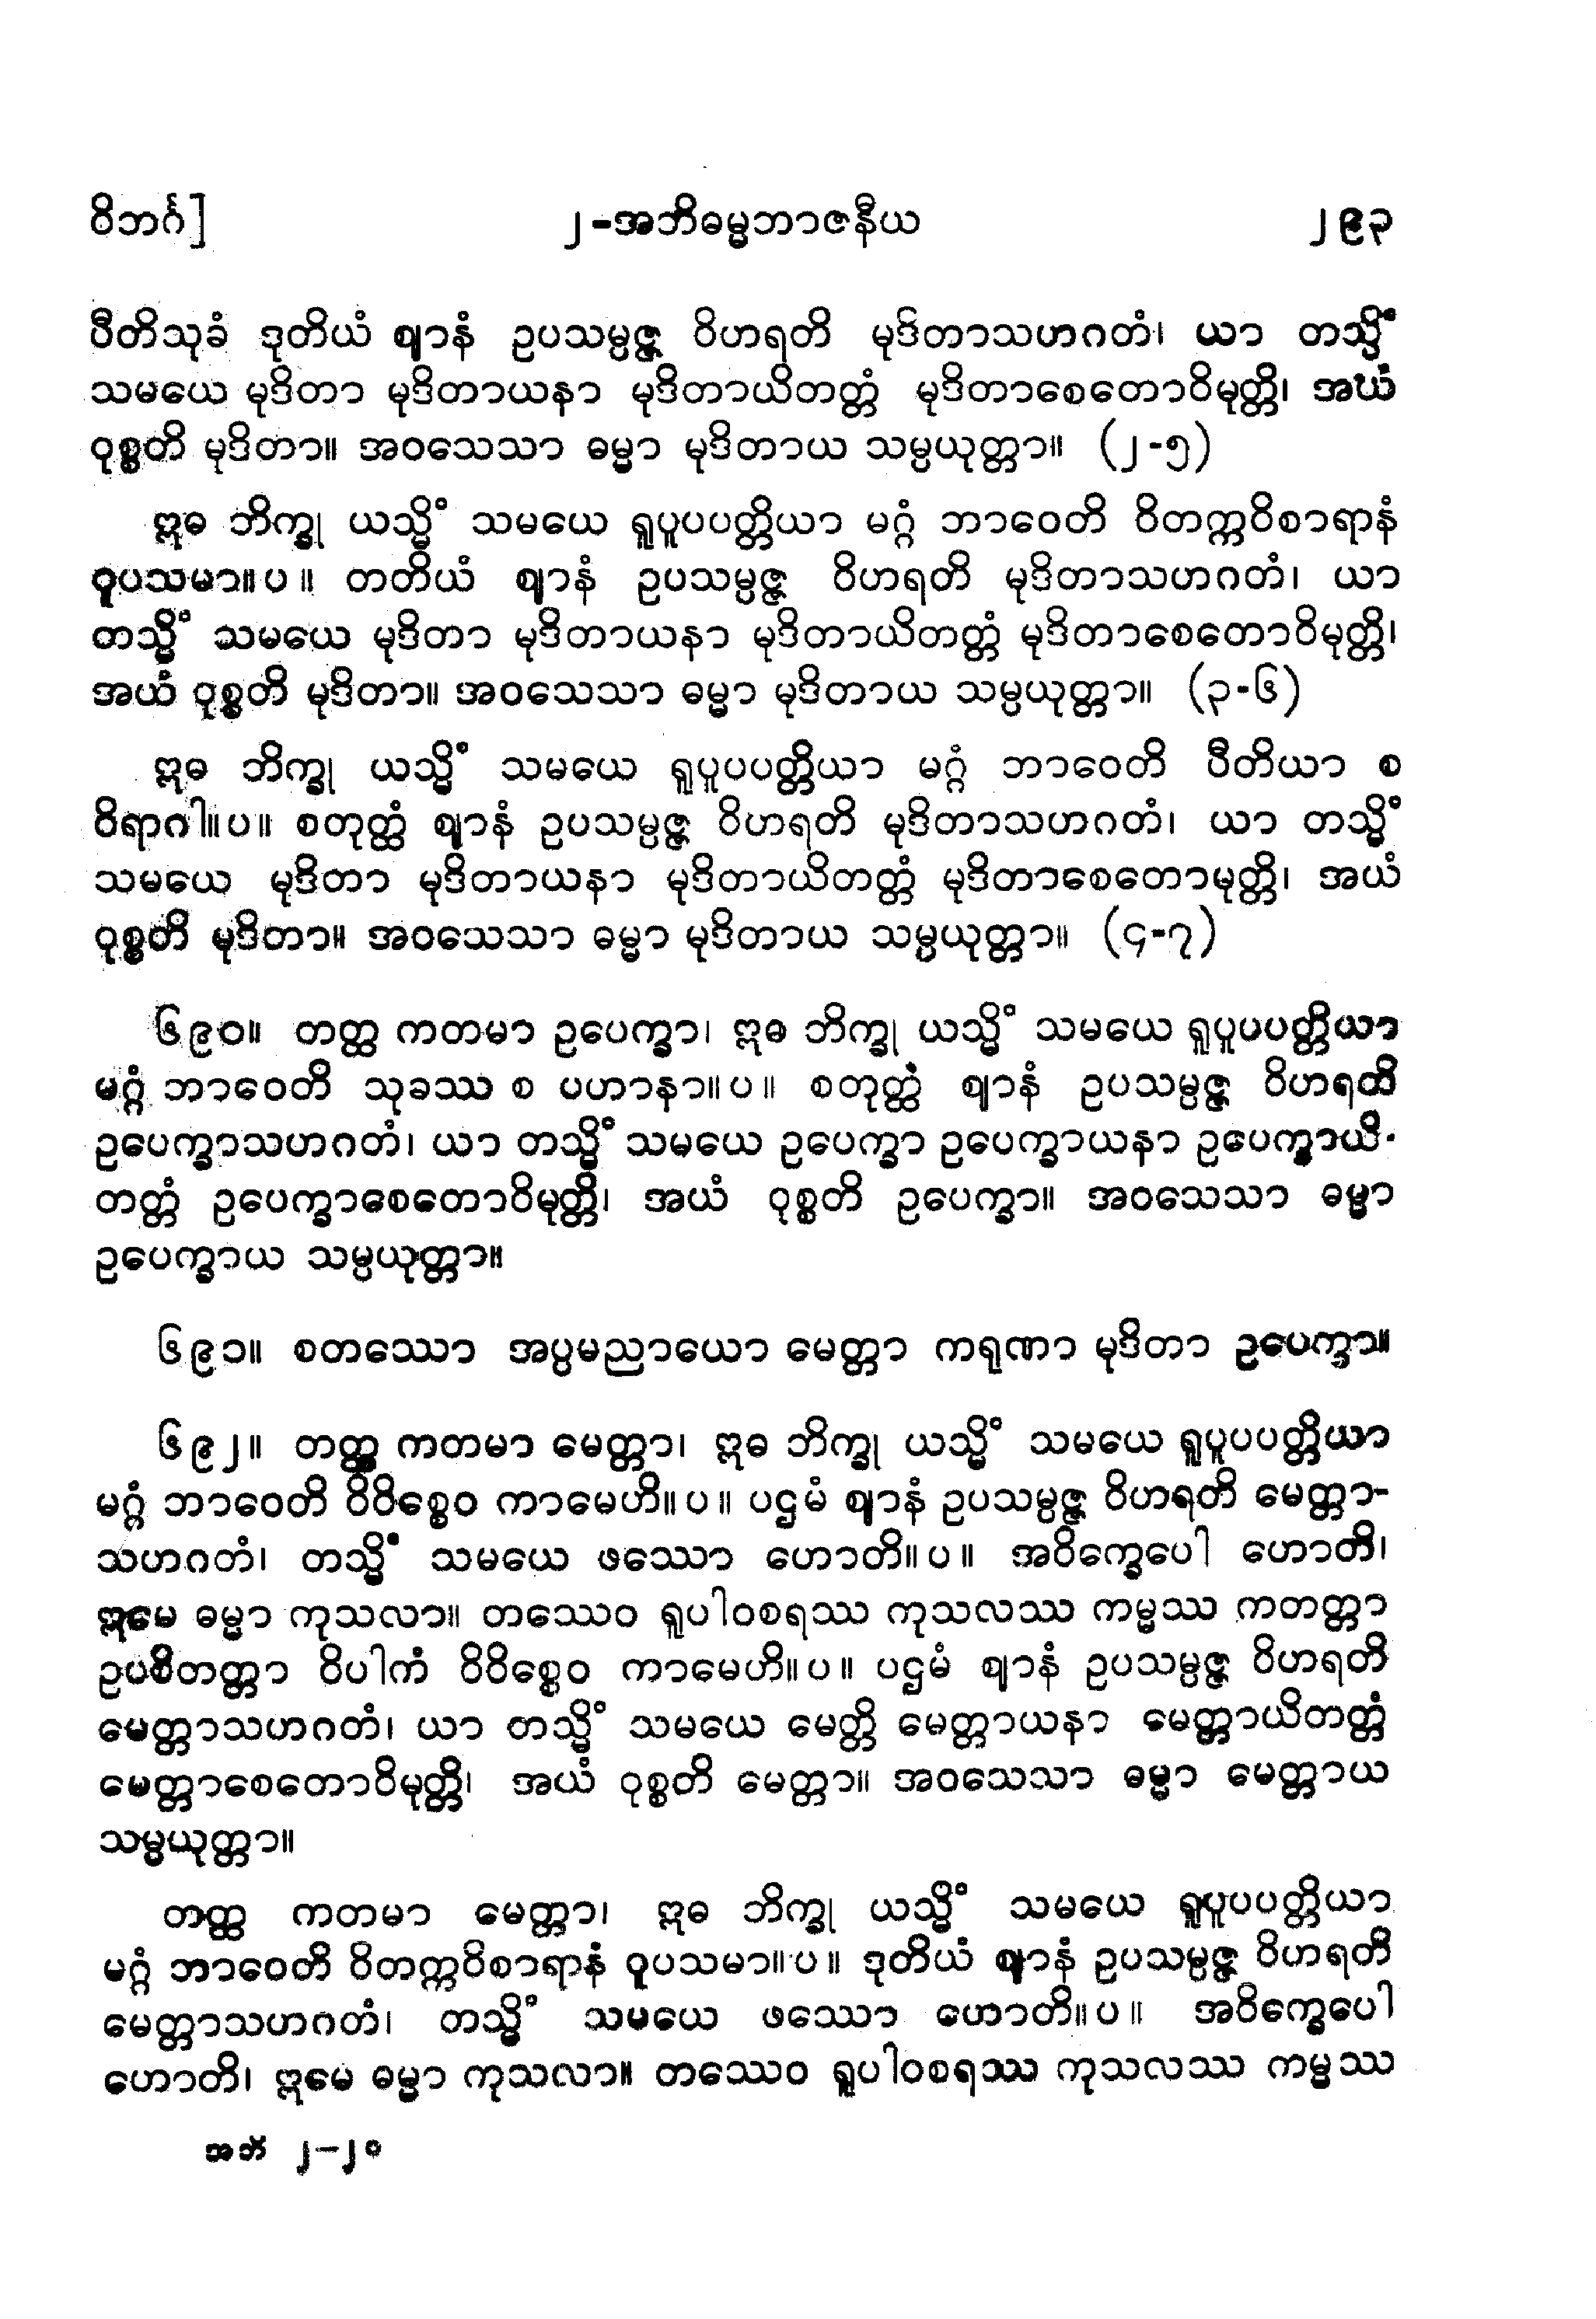 ဝိဘင်္ဂ] ၂-အဘိဓမ္မဘာဇနီယ ၂၉၃
ပီတိသုခံ ဒုတိယံ ဈာနံ ဥပသမ္ပဇ္ဇ ဝိဟရတိ မုဒိတာသဟဂတံ၊ ယာ တသ္မိံ
သမယေ မုဒိတာ မုဒိတာယနာ မုဒိတာယိတတ္တံ မုဒိတာစေတောဝိမုတ္တိ၊ အယံ
ဝုစ္စတိ မုဒိတာ။ အဝသေသာ ဓမ္မာ မုဒိတာယ သမ္ပယုတ္တာ။ (၂-၅)
ဣဓ ဘိက္ခု ယသ္မိံ သမယေ ရူပူပပတ္တိယာ မဂ္ဂံ ဘာဝေတိ ဝိတက္ကဝိစာရာနံ
ဝူပသမာ။ပ။ တတိယံ ဈာနံ ဥပသမ္ပဇ္ဇ ဝိဟရတိ မုဒိတာသဟဂတံ၊ ယာ
တသ္မိံ သမယေ မုဒိတာ မုဒိတာယနာ မုဒိတာယိတတ္တံ မုဒိတာစေတောဝိမုတ္တိ၊
အယံ ဝုစ္စတိ မုဒိတာ။ အဝသေသာ ဓမ္မာ မုဒိတာယ သမ္ပယုတ္တာ။ (၃-၆)
ဣဓ ဘိက္ခု ယသ္မိံ သမယေ ရူပူပပတ္တိယာ မဂ္ဂံ ဘာဝေတိ ပီတိယာ စ
ဝိရာဂါ။ပ။ စတုတ္ထံ ဈာနံ ဥပသမ္ပဇ္ဇ ဝိဟရတိ မုဒိတာသဟဂတံ၊ ယာ တသ္မိံ
သမယေ မုဒိတာ မုဒိတာယနာ မုဒိတာယိတတ္တံ မုဒိတာစေတောမုတ္တိ၊ အယံ
ဝုစ္စတိ မုဒိတာ။ အဝသေသာ ဓမ္မာ မုဒိတာယ သမ္ပယုတ္တာ။ (၄-၇)
၆၉၀။ တတ္ထ ကတမာ ဥပေက္ခာ၊ ဣဓ ဘိက္ခု ယသ္မိံ သမယေ ရူပူပပတ္တိယာ
မဂ္ဂံ ဘာဝေတိ သုခဿ စ ပဟာနာ။ပ။ စတုတ္ထံ ဈာနံ ဥပသမ္ပဇ္ဇ ဝိဟရတိ
ဥပေက္ခာသဟဂတံ၊ ယာ တသ္မိံ သမယေ ဥပေက္ခာ ဥပေက္ခာယနာ ဥပေက္ခာယိ-
တတ္တံ ဥပေက္ခာစေတောဝိမုတ္တိ၊ အယံ ဝုစ္စတိ ဥပေက္ခာ။ အဝသေသာ ဓမ္မာ
ဥပေက္ခာယ သမ္ပယုတ္တာ။
၆၉၁။ စတဿော အပ္ပမညာယော မေတ္တာ ကရုဏာ မုဒိတာ ဥပေက္ခာ။
၆၉၂။ တတ္ထ ကတမာ မေတ္တာ၊ ဣဓ ဘိက္ခု ယသ္မိံ သမယေ ရူပူပပတ္တိယာ
မဂ္ဂံ ဘာဝေတိ ဝိဝိစ္စေဝ ကာမေဟိ။ပ။ ပဌမံ ဈာနံ ဥပသမ္ပဇ္ဇ ဝိဟရတိ မေတ္တာ-
သဟဂတံ၊ တသ္မိံ သမယေ ဖဿော ဟောတိ။ပ။ အဝိက္ခေပေါ ဟောတိ၊
ဣမေ ဓမ္မာ ကုသလာ။ တဿေဝ ရူပါဝစရဿ ကုသလဿ ကမ္မဿ ကတတ္တာ
ဥပစိတတ္တာ ဝိပါကံ ဝိဝိစ္စေဝ ကာမေဟိ။ပ။ ပဌမံ ဈာနံ ဥပသမ္ပဇ္ဇ ဝိဟရတိ
မေတ္တာသဟဂတံ၊ ယာ တသ္မိံ သမယေ မေတ္တိ မေတ္တာယနာ မေတ္တာယိတတ္တံ
မေတ္တာစေတောဝိမုတ္တိ၊ အယံ ဝုစ္စတိ မေတ္တာ။ အဝသေသာ ဓမ္မာ မေတ္တာယ
သမ္ပယုတ္တာ။
တတ္ထ ကတမာ မေတ္တာ၊ ဣဓ ဘိက္ခု ယသ္မိံ သမယေ ရူပူပပတ္တိယာ
မဂ္ဂံ ဘာဝေတိ ဝိတက္ကဝိစာရာနံ ဝူပသမာ။ပ။ ဒုတိယံ ဈာနံ ဥပသမ္ပဇ္ဇ ဝိဟရတိ
မေတ္တာသဟဂတံ၊ တသ္မိံ သမယေ ဖဿော ဟောတိ။ပ။ အဝိက္ခေပေါ
ဟောတိ၊ ဣမေ ဓမ္မာ ကုသလာ။ တဿေဝ ရူပါဝစရဿ ကုသလဿ ကမ္မဿ
အဘိ ၂-၂၀